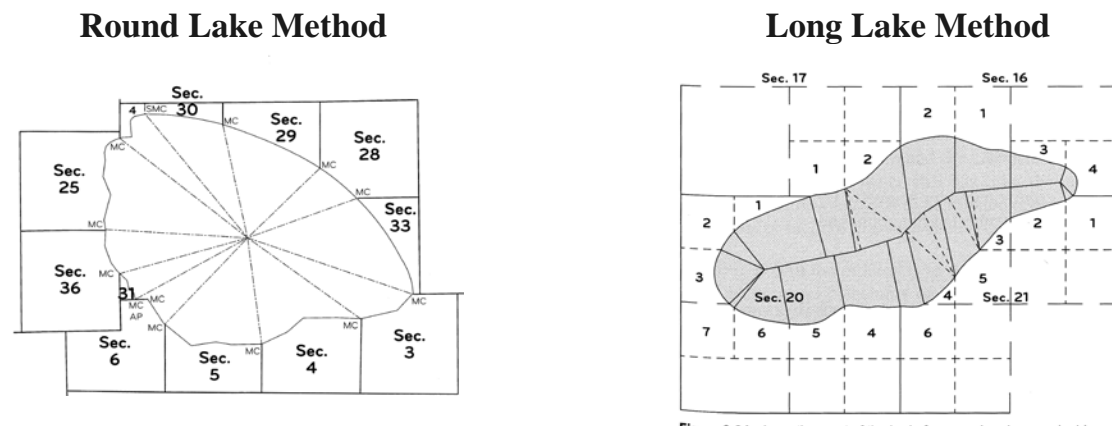 Round Lake Method
Long Lake Method
Sec.
30
4
SMC
MC
Sec.
29
MC
Sec.
28
MC
Sec.
25
MC
MC
Sec.
33
MC
Sec.
36
MC
31
MC
MC
AP
MC
MC
MC
MC
Sec.
6
Sec.
5
Sec.
4
Sec.
3
Sec. 17
Sec. 16
2
1
1
2
3
4
2
1
3
2
1
3
5
Sec. 20
4
Sec. 21
7
6
5
4
6